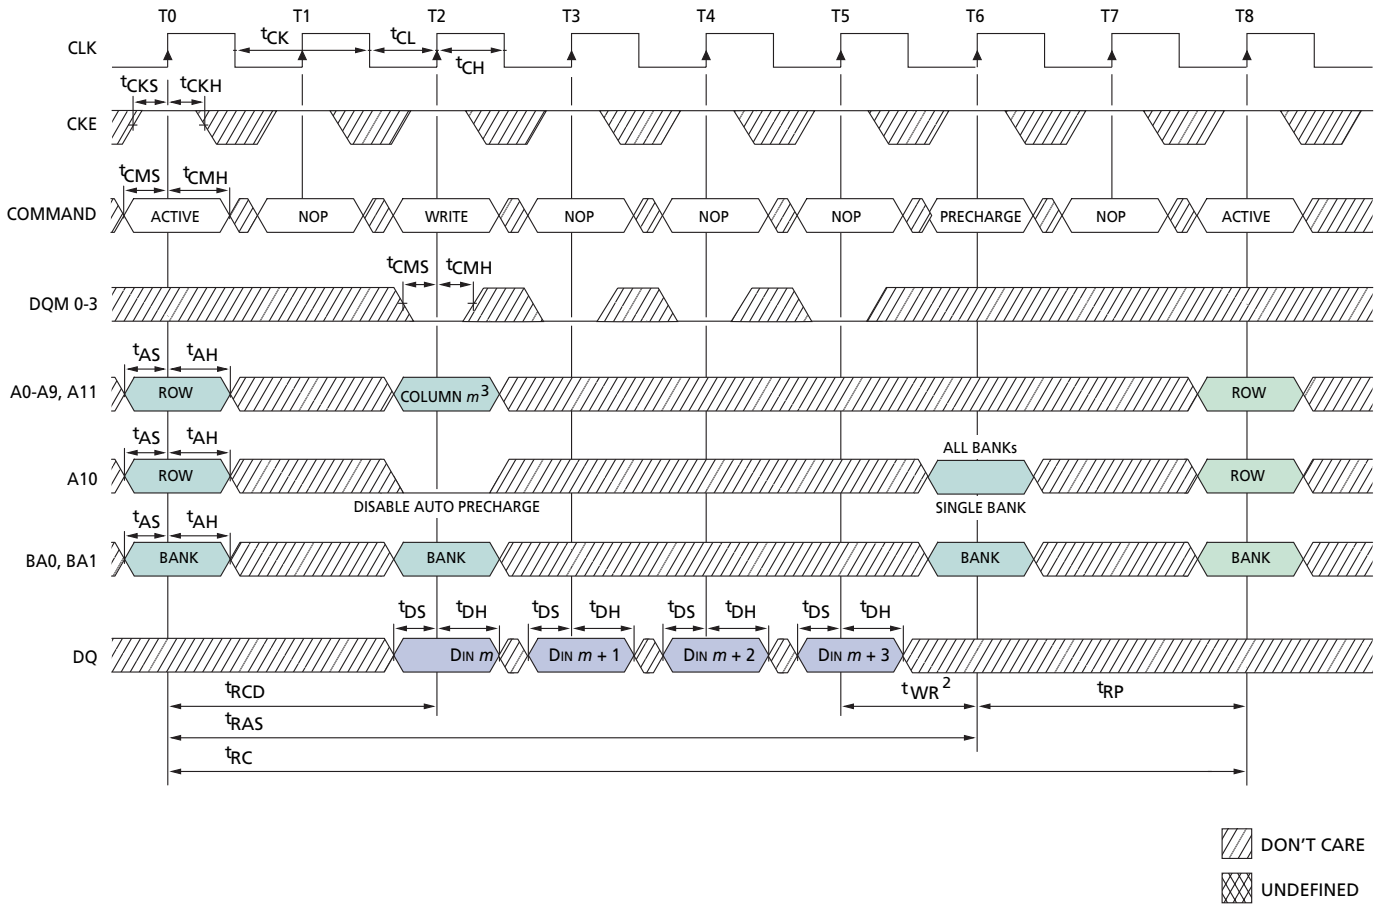 T0 T1 T2 T3 T4 T5 T6 T7 T8
CLK tCK tCL tCH
tCKS tCKH
CKE
tCMS tCMH
COMMAND ACTIVE NOP WRITE NOP NOP NOP PRECHARGE NOP ACTIVE
tCMS tCMH
DQM 0-3
tAS tAH
A0-A9, A11 ROW COLUMN m3 ROW
tAS tAH ALL BANKs
A10 ROW ROW
DISABLE AUTO PRECHARGE SINGLE BANK
tAS tAH
BA0, BA1 BANK BANK BANK BANK
tDS tDH tDS tDH tDS tDH tDS tDH
DQ DIN m DIN m + 1 DIN m + 2 DIN m + 3
tRCD tWR2 tRP
tRAS
tRC
DON'T CARE
UNDEFINED